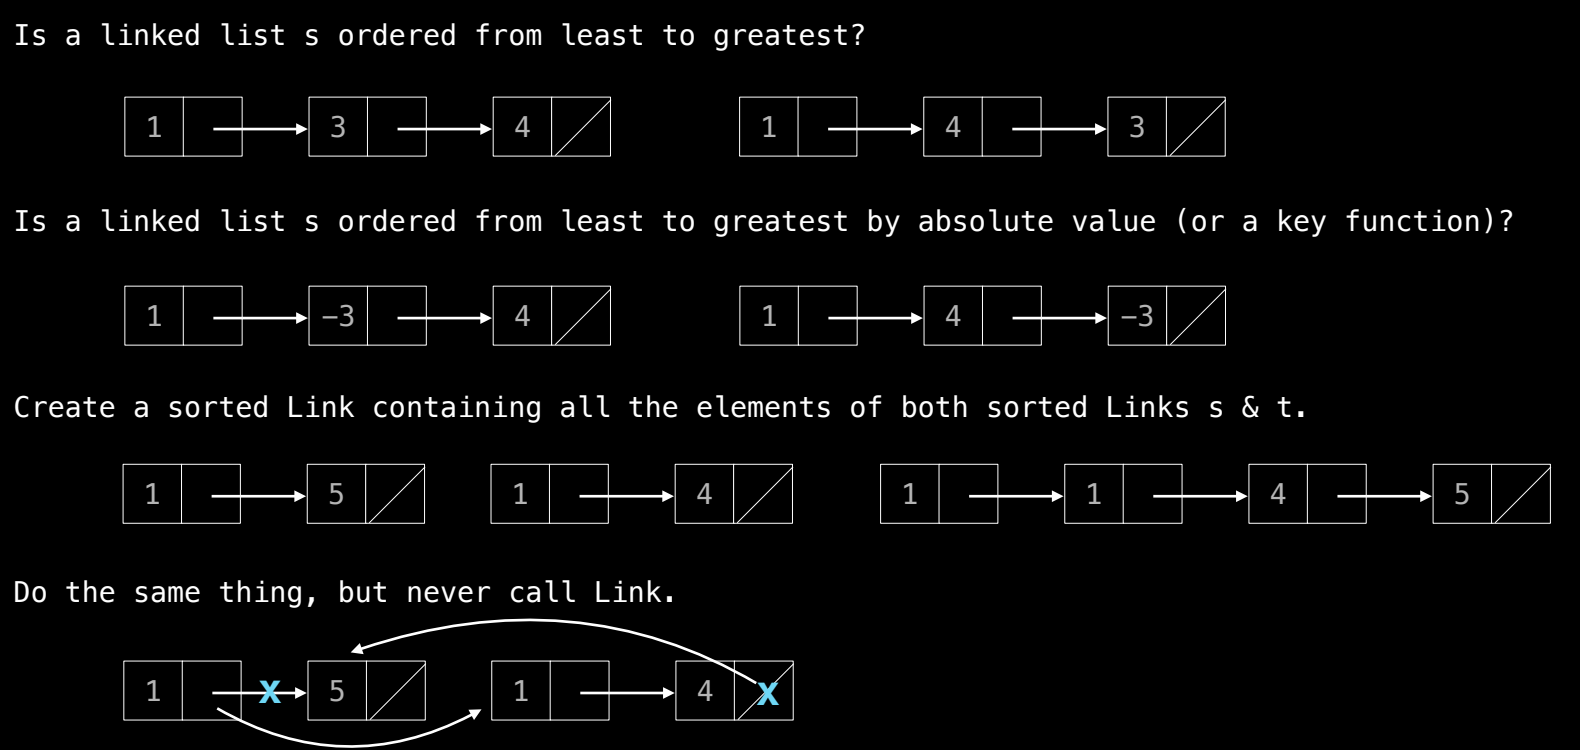 Is a linked list s ordered from least to greatest?
1 3 4 1 4 3
Is a linked list s ordered from least to greatest by absolute value (or a key function)?
1 −3 4 1 4 −3
Create a sorted Link containing all the elements of both sorted Links s & t.
1 5 1 4 1 1 4 5
Do the same thing, but never call Link.
1 x 5 1 4 x